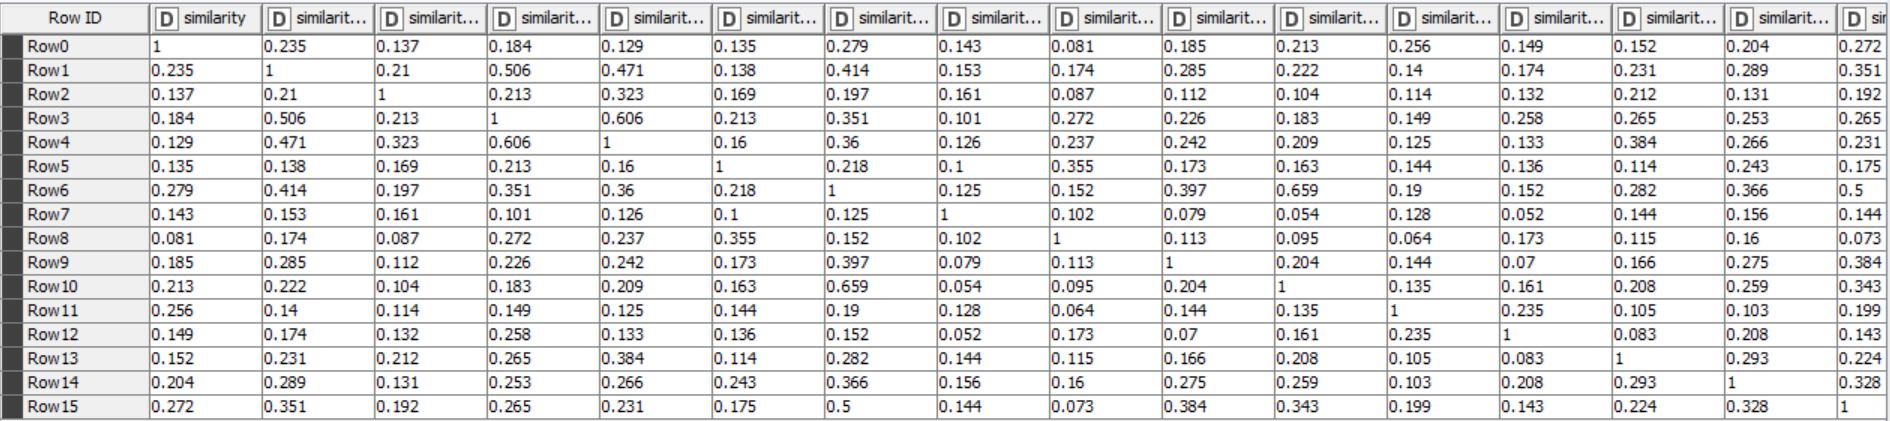 Row ID D similarity D similarit... D similarit... D similarit... D similarit... D similarit... D similarit... D similarit... D similarit... D similarit... D similarit... D similarit... D similarit... D similarit... D similarit... D sir
Row0 1 0.235 0.137 0.184 0.129 0.135 0.279 0.143 0.081 0.185 0.213 0.256 0.149 0.152 0.204 0.272
Row1 0.235 1 0.21 0.506 0.471 0.138 0.414 0.153 0.174 0.285 0.222 0.14 0.174 0.231 0.289 0.351
Row2 0.137 0.21 1 0.213 0.323 0.169 0.197 0.161 0.087 0.112 0.104 0.114 0.132 0.212 0.131 0.192
Row3 0.184 0.506 0.213 1 0.606 0.213 0.351 0.101 0.272 0.226 0.183 0.149 0.258 0.265 0.253 0.265
Row4 0.129 0.471 0.323 0.606 1 0.16 0.36 0.126 0.237 0.242 0.209 0.125 0.133 0.384 0.266 0.231
Row5 0.135 0.138 0.169 0.213 0.16 1 0.218 0.1 0.355 0.173 0.163 0.144 0.136 0.114 0.243 0.175
Row6 0.279 0.414 0.197 0.351 0.36 0.218 1 0.125 0.152 0.397 0.659 0.19 0.152 0.282 0.366 0.5
Row7 0.143 0.153 0.161 0.101 0.126 0.1 0.125 1 0.102 0.079 0.054 0.128 0.052 0.144 0.156 0.144
Row8 0.081 0.174 0.087 0.272 0.237 0.355 0.152 0.102 1 0.113 0.095 0.064 0.173 0.115 0.16 0.073
Row9 0.185 0.285 0.112 0.226 0.242 0.173 0.397 0.079 0.113 1 0.204 0.144 0.07 0.166 0.275 0.384
Row10 0.213 0.222 0.104 0.183 0.209 0.163 0.659 0.054 0.095 0.204 1 0.135 0.161 0.208 0.259 0.343
Row11 0.256 0.14 0.114 0.149 0.125 0.144 0.19 0.128 0.064 0.144 0.135 1 0.235 0.105 0.103 0.199
Row12 0.149 0.174 0.132 0.258 0.133 0.136 0.152 0.052 0.173 0.07 0.161 0.235 1 0.083 0.208 0.143
Row13 0.152 0.231 0.212 0.265 0.384 0.114 0.282 0.144 0.115 0.166 0.208 0.105 0.083 1 0.293 0.224
Row14 0.204 0.289 0.131 0.253 0.266 0.243 0.366 0.156 0.16 0.275 0.259 0.103 0.208 0.293 1 0.328
Row15 0.272 0.351 0.192 0.265 0.231 0.175 0.5 0.144 0.073 0.384 0.343 0.199 0.143 0.224 0.328 1